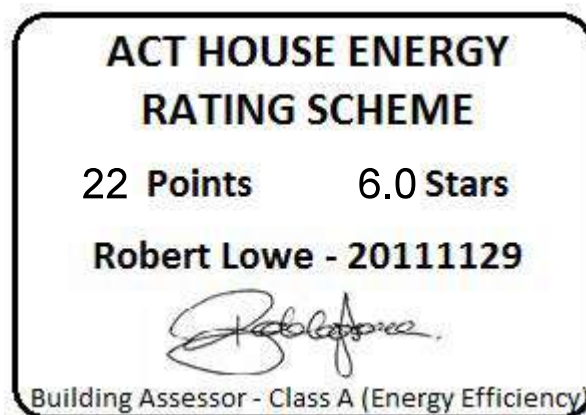 ACT HOUSE ENERGY
RATING SCHEME
22 Points 6.0 Stars
Robert Lowe - 20111129
Building Assessor - Class A (Energy Efficiency)